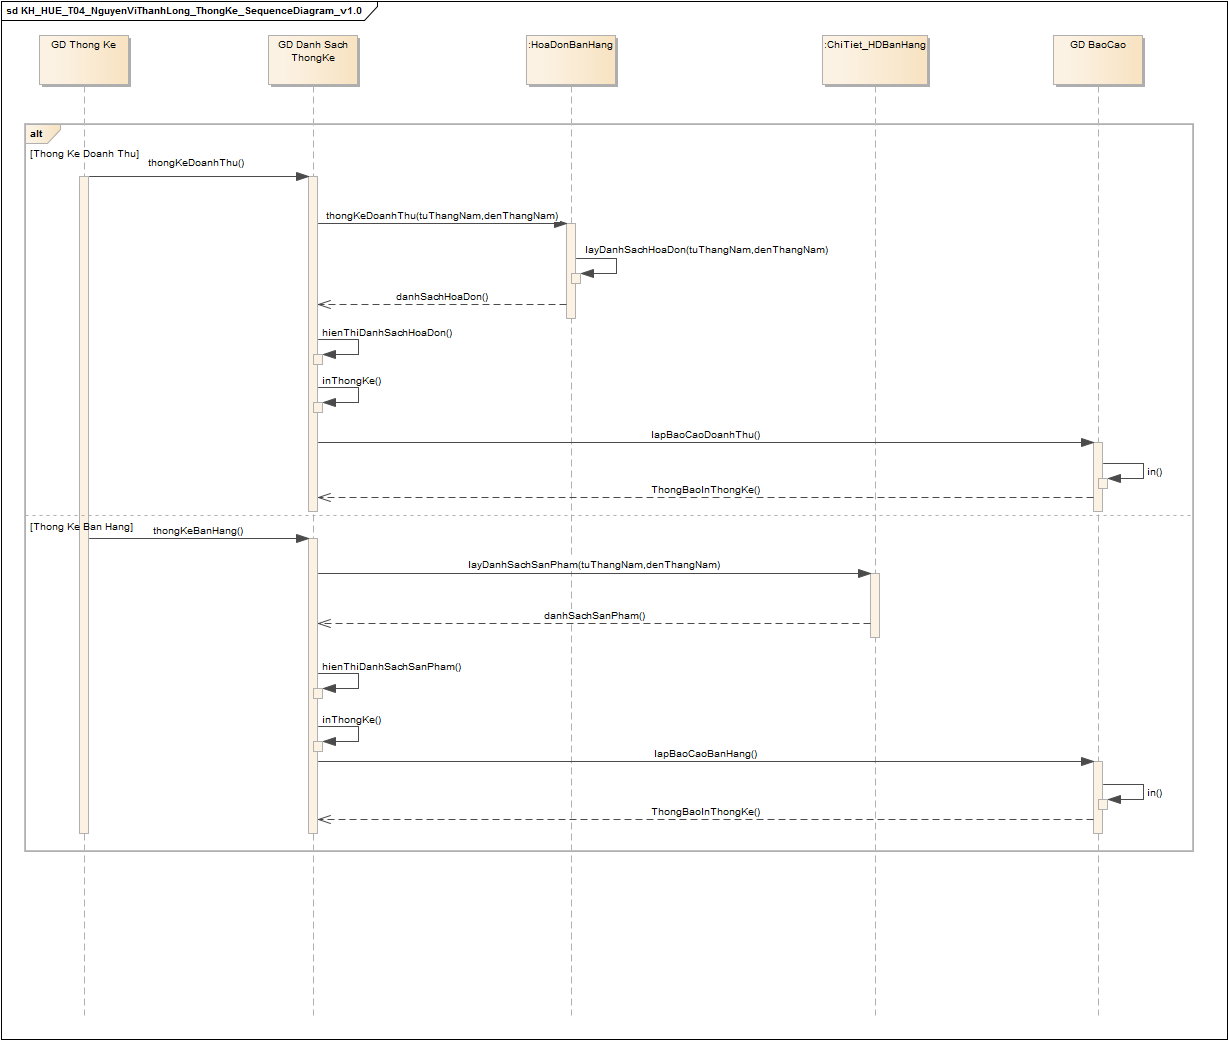 sd KH_HUE_T04_NguyenViThanhLong_ThongKe_SequenceDiagram_v1.0
GD Thong Ke
GD Danh Sach
ThongKe
:HoaDonBanHang
:ChiTiet_HDBanHang
GD BaoCao
alt
[Thong Ke Doanh Thu]
thongKeDoanhThu()
thongKeDoanhThu(tuThangNam,denThangNam)
layDanhSachHoaDon(tuThangNam,denThangNam)
danhSachHoaDon()
hienThiDanhSachHoaDon()
inThongKe()
lapBaoCaoDoanhThu()
in()
ThongBaoInThongKe()
[Thong Ke Ban Hang]
thongKeBanHang()
layDanhSachSanPham(tuThangNam,denThangNam)
danhSachSanPham()
hienThiDanhSachSanPham()
inThongKe()
lapBaoCaoBanHang()
in()
ThongBaoInThongKe()